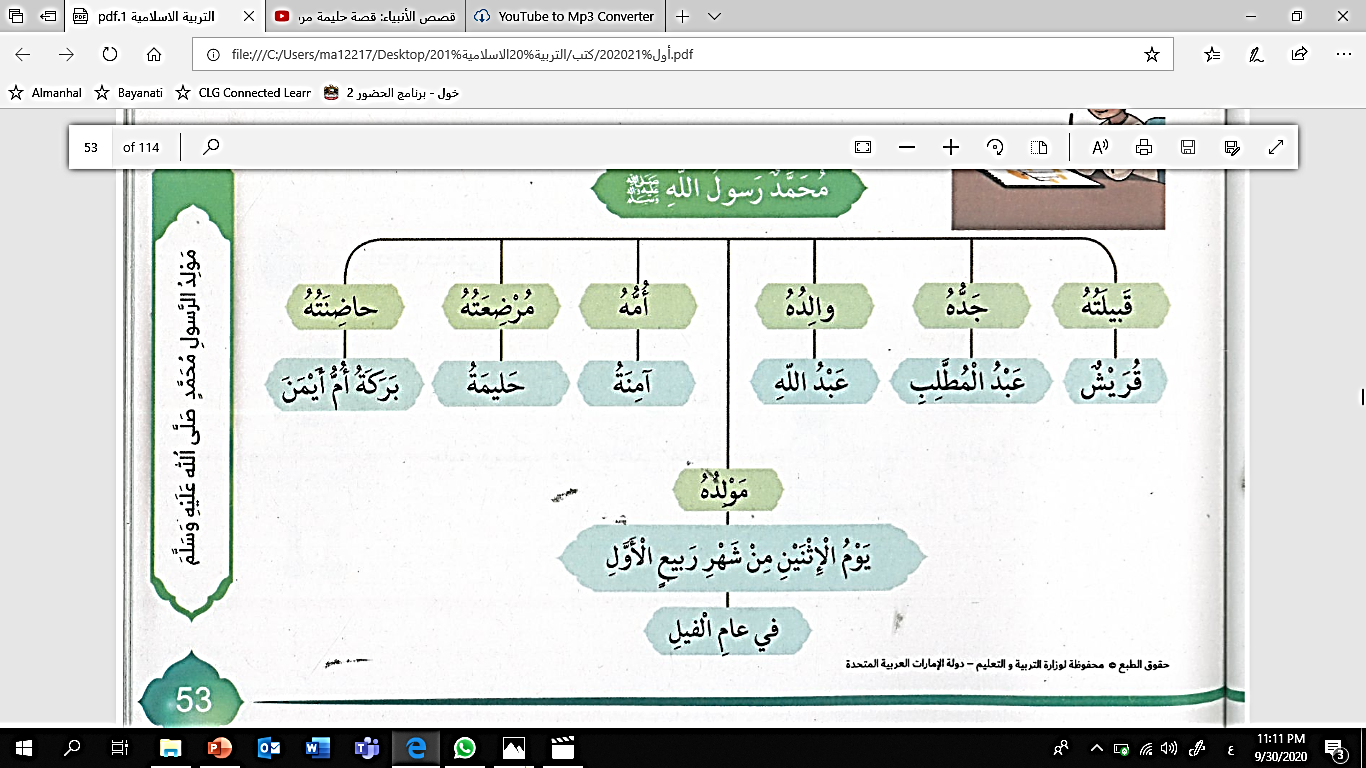 التربية الاسلامية 1.pdf
قصص الأنبياء: قصة حليمة مر
YouTube to Mp3 Converter
file:///C:/Users/ma12217/Desktop/201%أول%202021/كتب/التربية%20الاسلامية.pdf
Almanhal
Bayanati
CLG Connected Learr
خول - برنامج الحضور 2
53 of 114
مُحَمَّدٌ رَسولَ اللَّهِ ﷺ
قَبيلَتُهُ
جَدُّهُ
والِدُهُ
أُمُّهُ
مُرْضِعَتُهُ
حاضِنَتُهُ
قُرَيْشٌ
عَبْدُ الْمُطَّلِبِ
عَبْدُ اللَّهِ
آمِنَةُ
حَليمَةُ
بَرَكَةُ أُمُّ أَيْمَنَ
مَوْلِدُهُ
يَوْمُ الْإِثْنَيْنِ مِنْ شَهْرِ رَبيعٍ الْأَوَّلِ
في عامِ الْفيلِ
مَوْلِدُ الرَّسولِ مُحَمَّدٍ صَلَّى اللهُ عَلَيْهِ وَسَلَّمَ
حقوق الطبع © محفوظة لوزارة التربية و التعليم – دولة الإمارات العربية المتحدة
53
ع
11:11 PM
9/30/2020
3